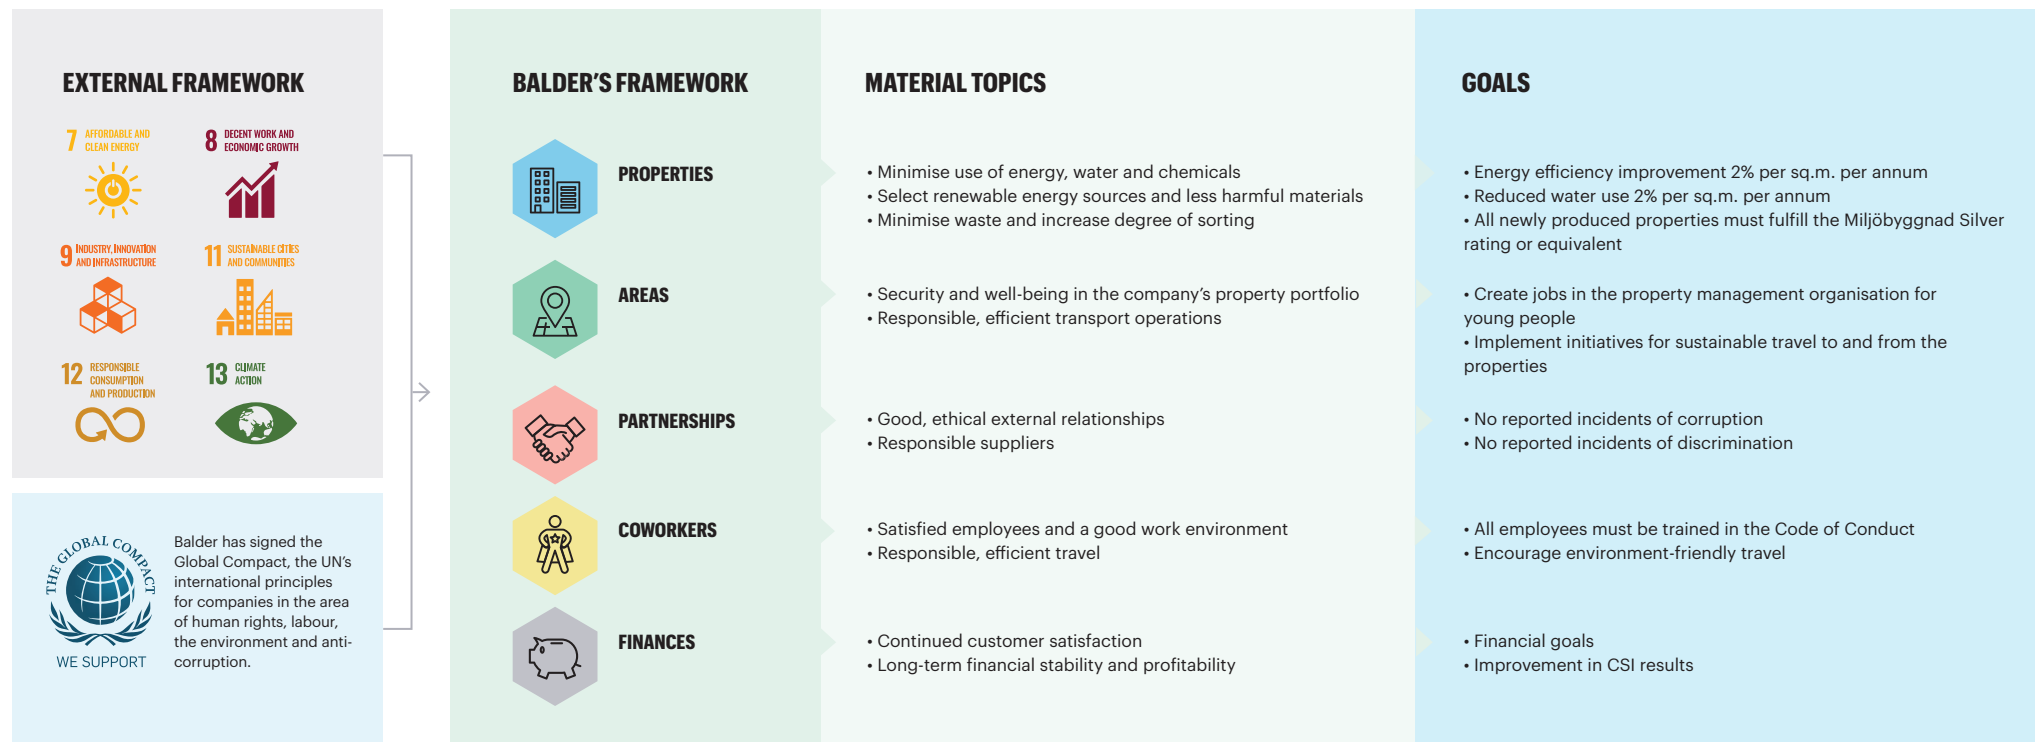 EXTERNAL FRAMEWORK
7 AFFORDABLE AND
CLEAN ENERGY
8 DECENT WORK AND
ECONOMIC GROWTH
9 INDUSTRY, INNOVATION
AND INFRASTRUCTURE
11 SUSTAINABLE CITIES
AND COMMUNITIES
12 RESPONSIBLE
CONSUMPTION
AND PRODUCTION
13 CLIMATE
ACTION
THE GLOBAL COMPACT
WE SUPPORT
Balder has signed the
Global Compact, the UN's
international principles
for companies in the area
of human rights, labour,
the environment and anti-
corruption.
BALDER'S FRAMEWORK
MATERIAL TOPICS
GOALS
PROPERTIES
• Minimise use of energy, water and chemicals
• Select renewable energy sources and less harmful materials
• Minimise waste and increase degree of sorting
• Energy efficiency improvement 2% per sq.m. per annum
• Reduced water use 2% per sq.m. per annum
• All newly produced properties must fulfill the Miljöbyggnad Silver
rating or equivalent
AREAS
• Security and well-being in the company's property portfolio
• Responsible, efficient transport operations
• Create jobs in the property management organisation for
young people
• Implement initiatives for sustainable travel to and from the
properties
PARTNERSHIPS
• Good, ethical external relationships
• Responsible suppliers
• No reported incidents of corruption
• No reported incidents of discrimination
COWORKERS
• Satisfied employees and a good work environment
• Responsible, efficient travel
• All employees must be trained in the Code of Conduct
• Encourage environment-friendly travel
FINANCES
• Continued customer satisfaction
• Long-term financial stability and profitability
• Financial goals
• Improvement in CSI results